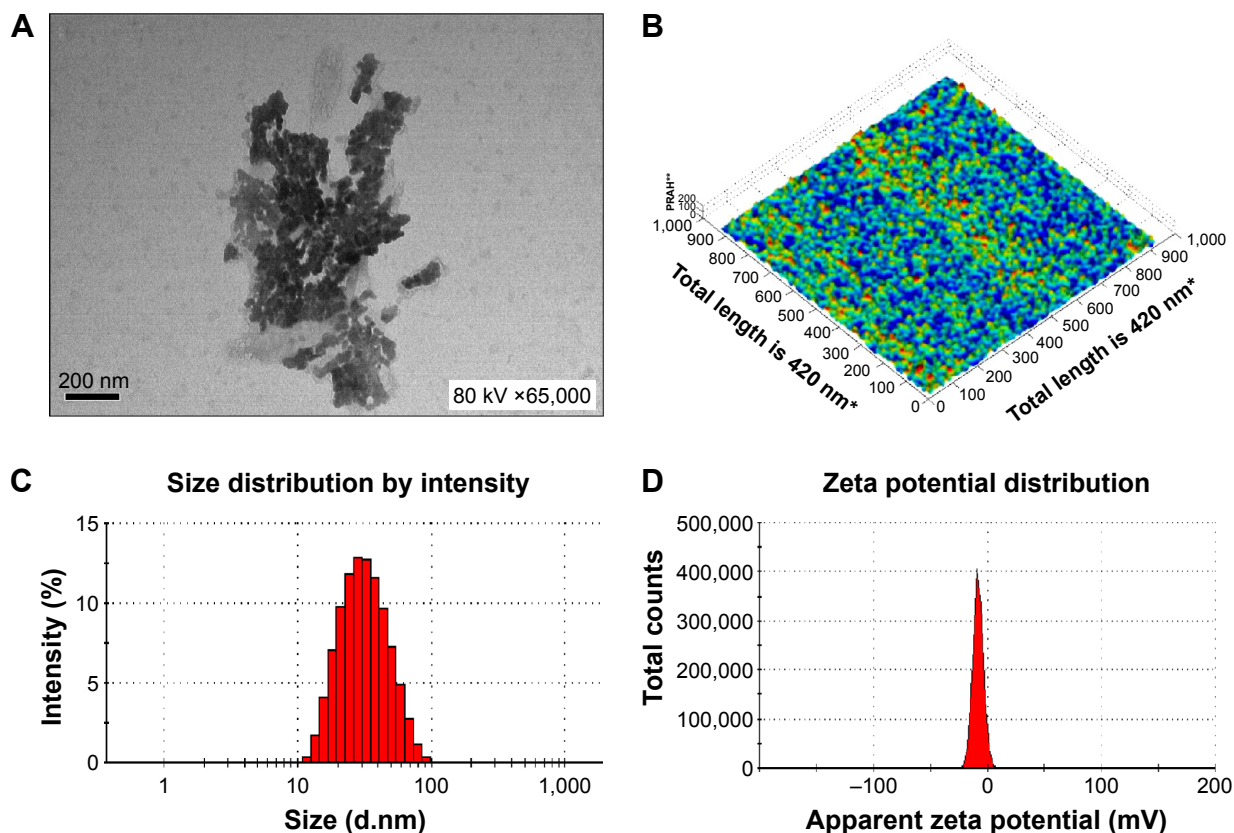 A
200 nm
80 kV ×65,000
B
PRAH**
200
100
0
1,000
900
800
700
600
500
400
300
200
100
0
Total length is 420 nm*
0
100
200
300
400
500
600
700
800
900
1,000
Total length is 420 nm*
C
Size distribution by intensity
Intensity (%)
15
10
5
0
1
10
100
1,000
Size (d.nm)
D
Zeta potential distribution
Total counts
500,000
400,000
300,000
200,000
100,000
0
–100
0
100
200
Apparent zeta potential (mV)